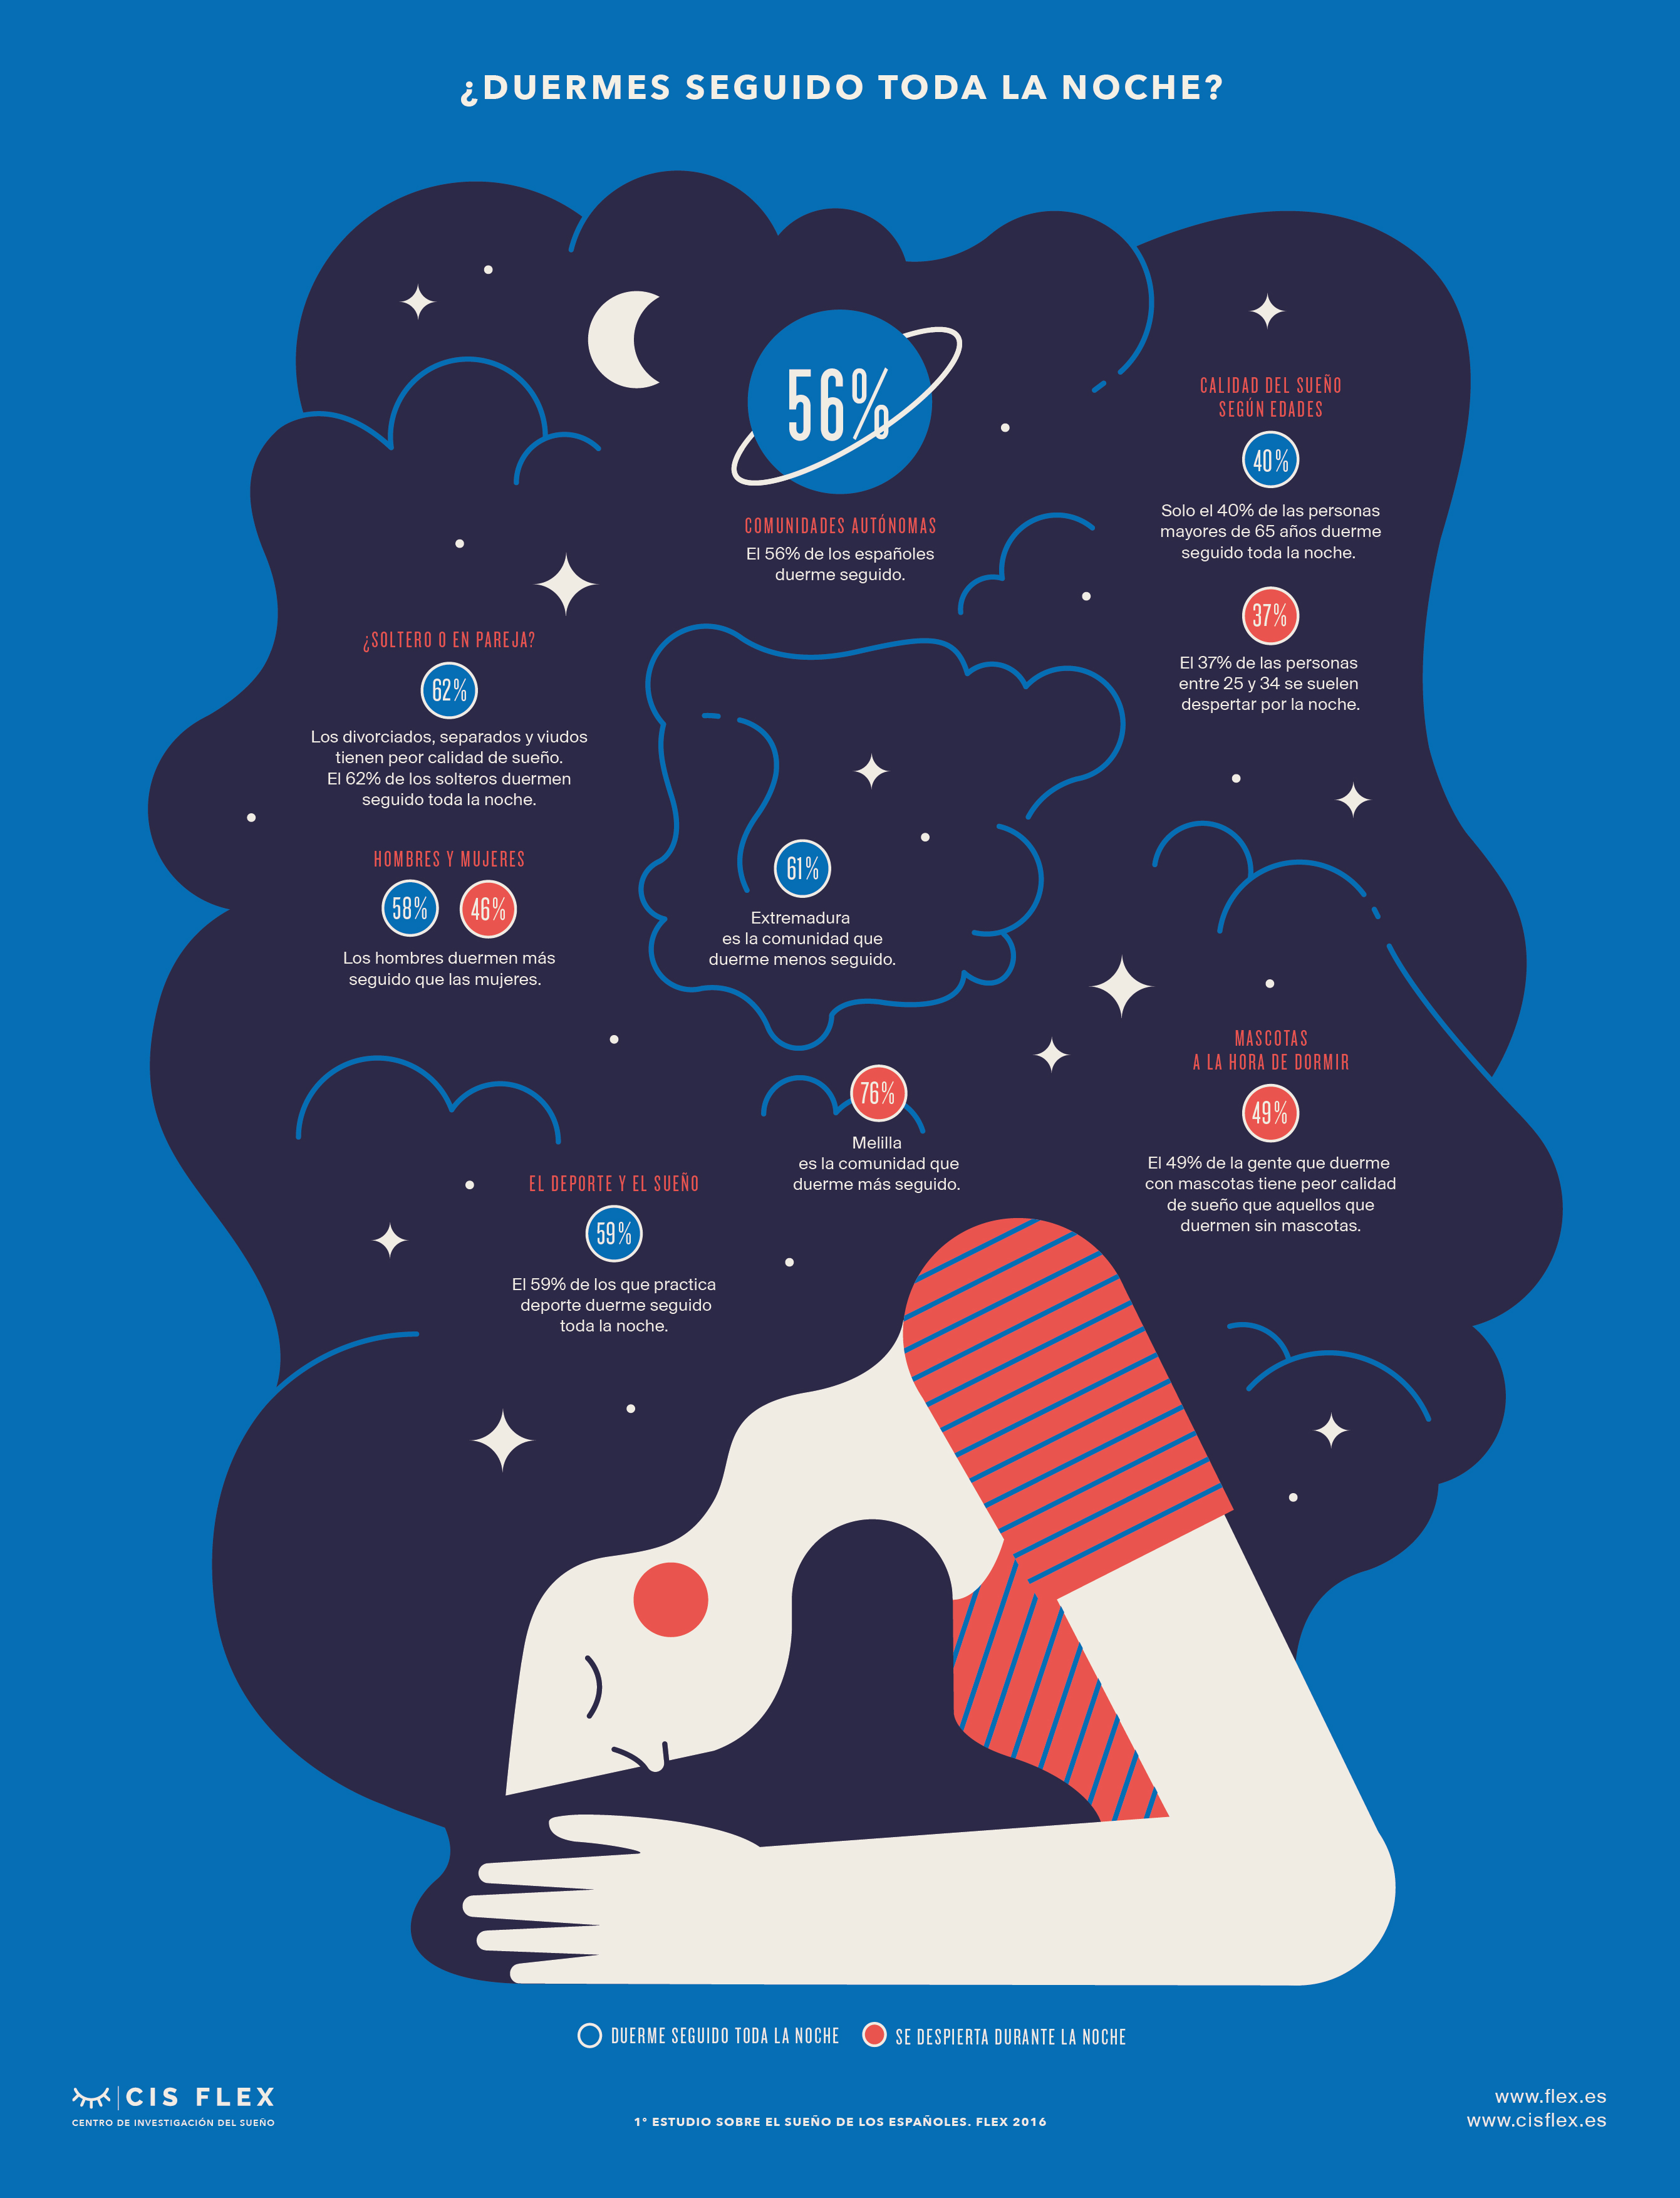 ¿DUERMES SEGUIDO TODA LA NOCHE?
56%
COMUNIDADES AUTÓNOMAS
El 56% de los españoles
duerme seguido.
CALIDAD DEL SUEÑO
SEGÚN EDADES
40%
Solo el 40% de las personas
mayores de 65 años duerme
seguido toda la noche.
37%
El 37% de las personas
entre 25 y 34 se suelen
despertar por la noche.
¿SOLTERO O EN PAREJA?
62%
Los divorciados, separados y viudos
tienen peor calidad de sueño.
El 62% de los solteros duermen
seguido toda la noche.
HOMBRES Y MUJERES
58%
46%
Los hombres duermen más
seguido que las mujeres.
61%
Extremadura
es la comunidad que
duerme menos seguido.
76%
Melilla
es la comunidad que
duerme más seguido.
MASCOTAS
A LA HORA DE DORMIR
49%
El 49% de la gente que duerme
con mascotas tiene peor calidad
de sueño que aquellos que
duermen sin mascotas.
EL DEPORTE Y EL SUEÑO
59%
El 59% de los que practica
deporte duerme seguido
toda la noche.
DUERME SEGUIDO TODA LA NOCHE
SE DESPIERTA DURANTE LA NOCHE
CIS FLEX
CENTRO DE INVESTIGACIÓN DEL SUEÑO
1º ESTUDIO SOBRE EL SUEÑO DE LOS ESPAÑOLES. FLEX 2016
www.flex.es
www.cisflex.es